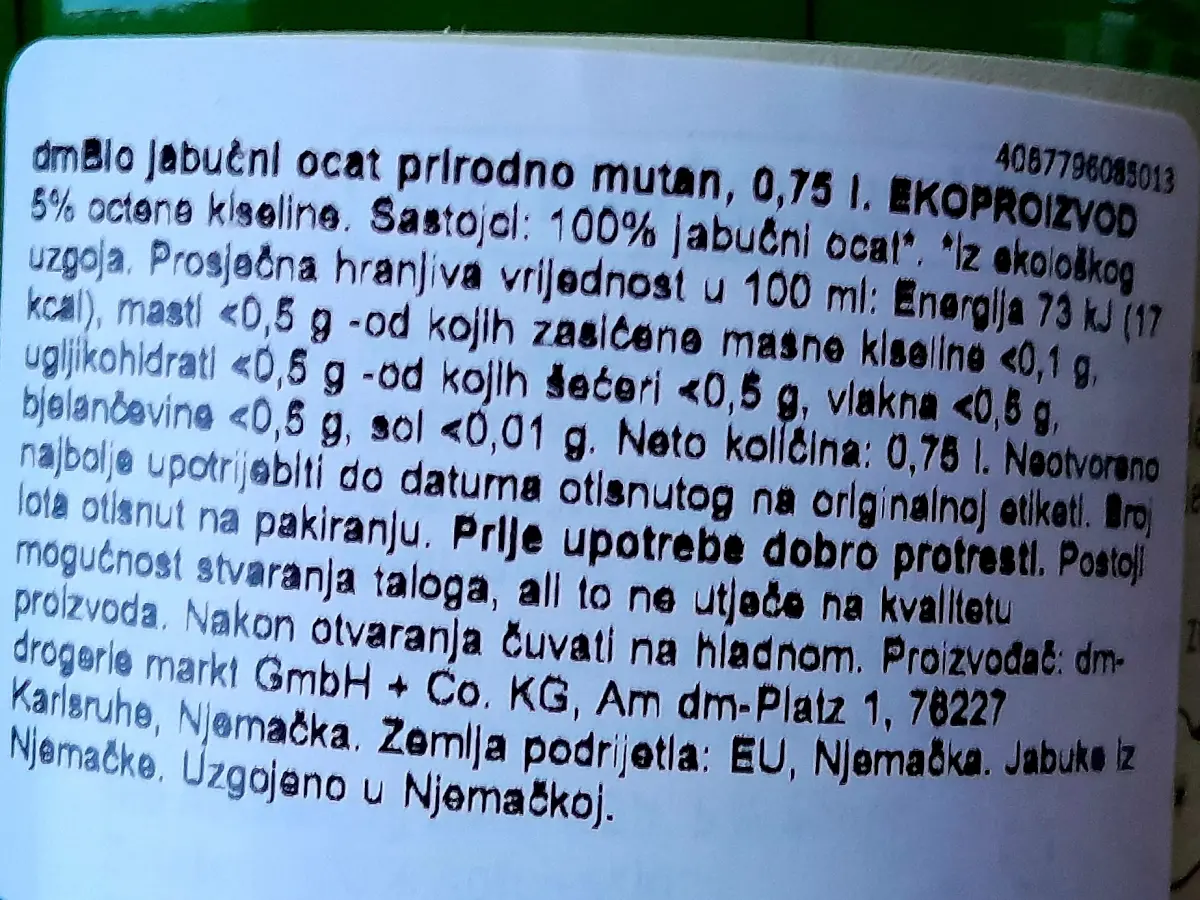 4067796085013
dmBio jabučni ocat prirodno mutan, 0,75 l. EKOPROIZVOD
5% octene kiseline. Sastojci: 100% jabučni ocat*. *Iz ekološkog
uzgoja. Prosječna hranjiva vrijednost u 100 ml: Energija 73 kJ (17
kcal), masti <0,5 g -od kojih zasićene masne kiseline <0,1 g,
ugljikohidrati <0,5 g -od kojih šećeri <0,5 g, vlakna <0,5 g,
bjelančevine <0,5 g, sol <0,01 g. Neto količina: 0,75 l. Neotvoreno
najbolje upotrijebiti do datuma otisnutog na originalnoj etiketi. Broj
lota otisnut na pakiranju. Prije upotrebe dobro protresti. Postoji
mogućnost stvaranja taloga, ali to ne utječe na kvalitetu
proizvoda. Nakon otvaranja čuvati na hladnom. Proizvođač: dm-
drogerie markt GmbH + Co. KG, Am dm-Platz 1, 76227
Karlsruhe, Njemačka. Zemlja podrijetla: EU, Njemačka. Jabuke iz
Njemačke. Uzgojeno u Njemačkoj.